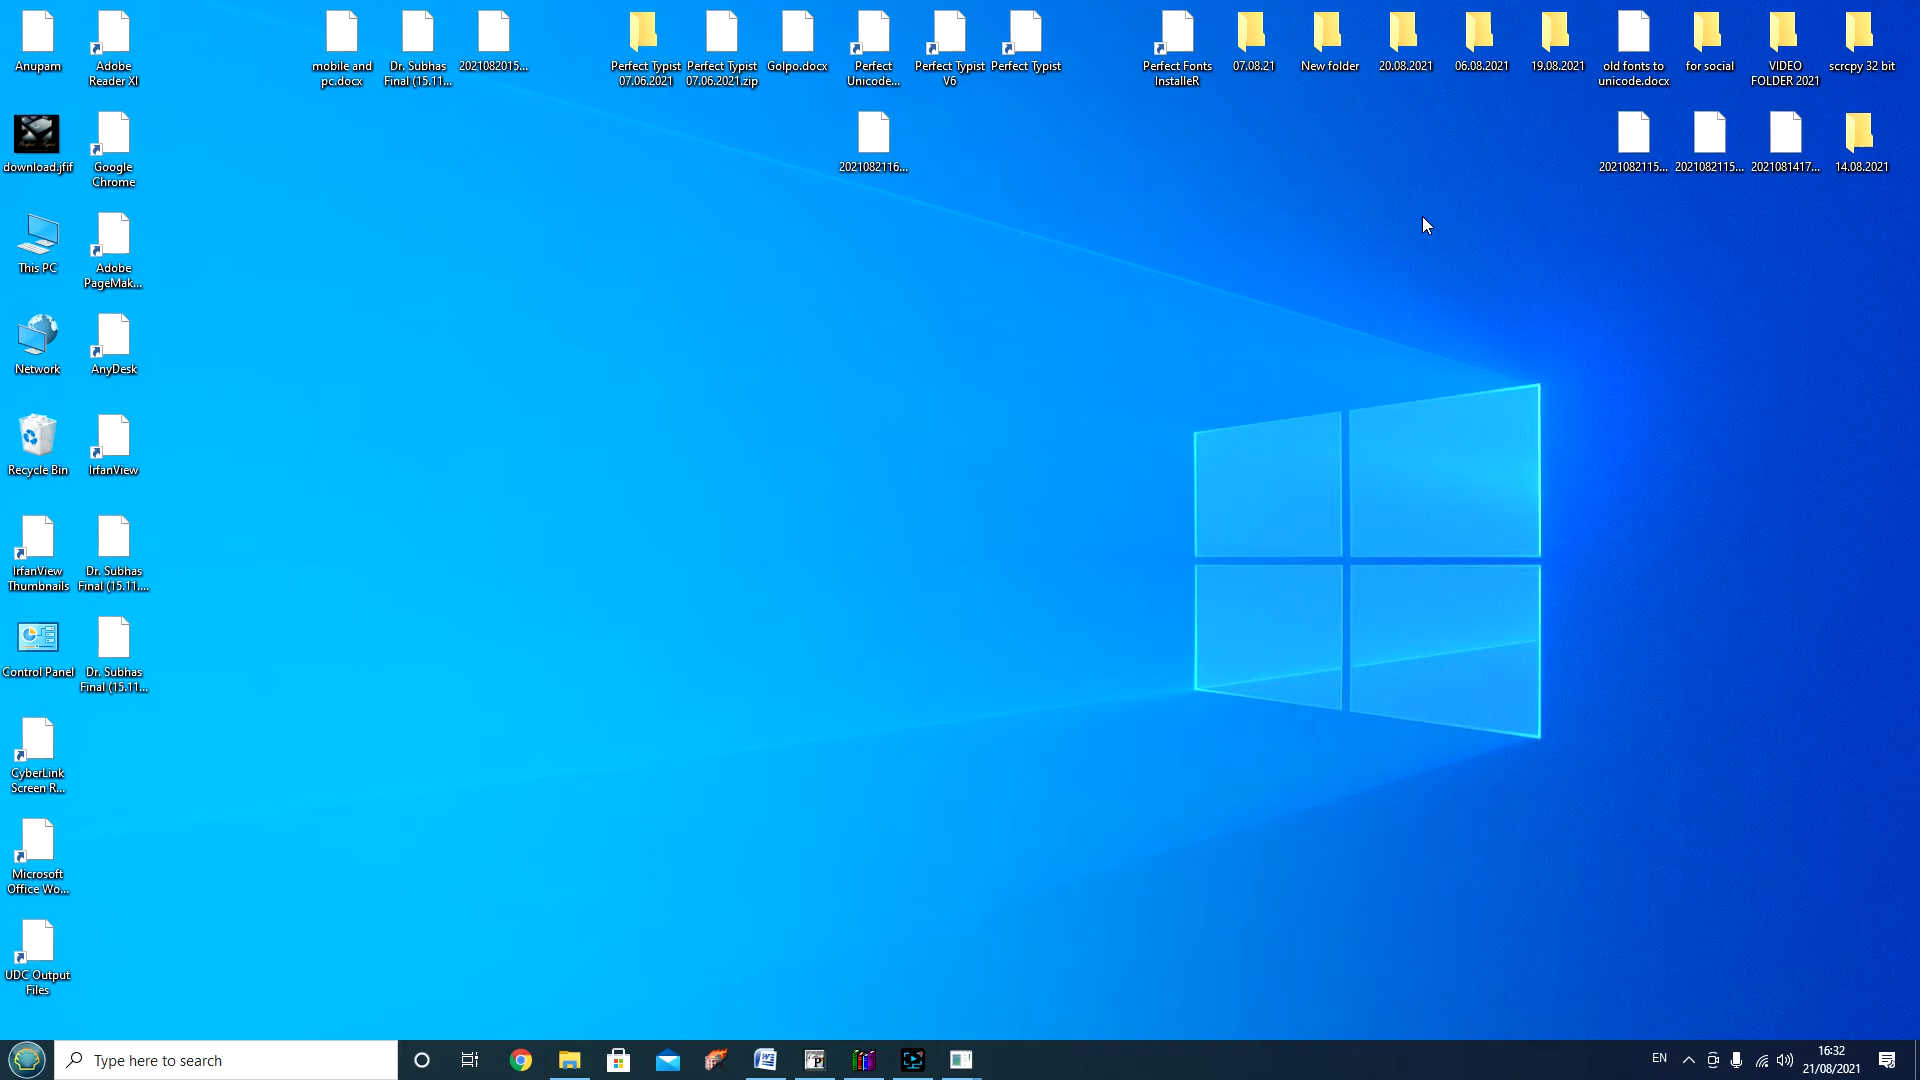 Anupam
Adobe
Reader XI
mobile and
pc.docx
Dr. Subhas
Final (15.11...
2021082015...
Perfect Typist
07.06.2021
Perfect Typist
07.06.2021.zip
Golpo.docx
Perfect
Unicode...
Perfect Typist
V6
Perfect Typist
Perfect Fonts
InstalleR
07.08.21
New folder
20.08.2021
06.08.2021
19.08.2021
old fonts to
unicode.docx
for social
VIDEO
FOLDER 2021
scrcpy 32 bit
download.jfif
Google
Chrome
2021082116...
2021082115...
2021082115...
2021081417...
14.08.2021
This PC
Adobe
PageMak...
Network
AnyDesk
Recycle Bin
IrfanView
IrfanView
Thumbnails
Dr. Subhas
Final (15.11....
Control Panel
Dr. Subhas
Final (15.11...
CyberLink
Screen R...
Microsoft
Office Wo...
UDC Output
Files
Type here to search
EN
16:32
21/08/2021